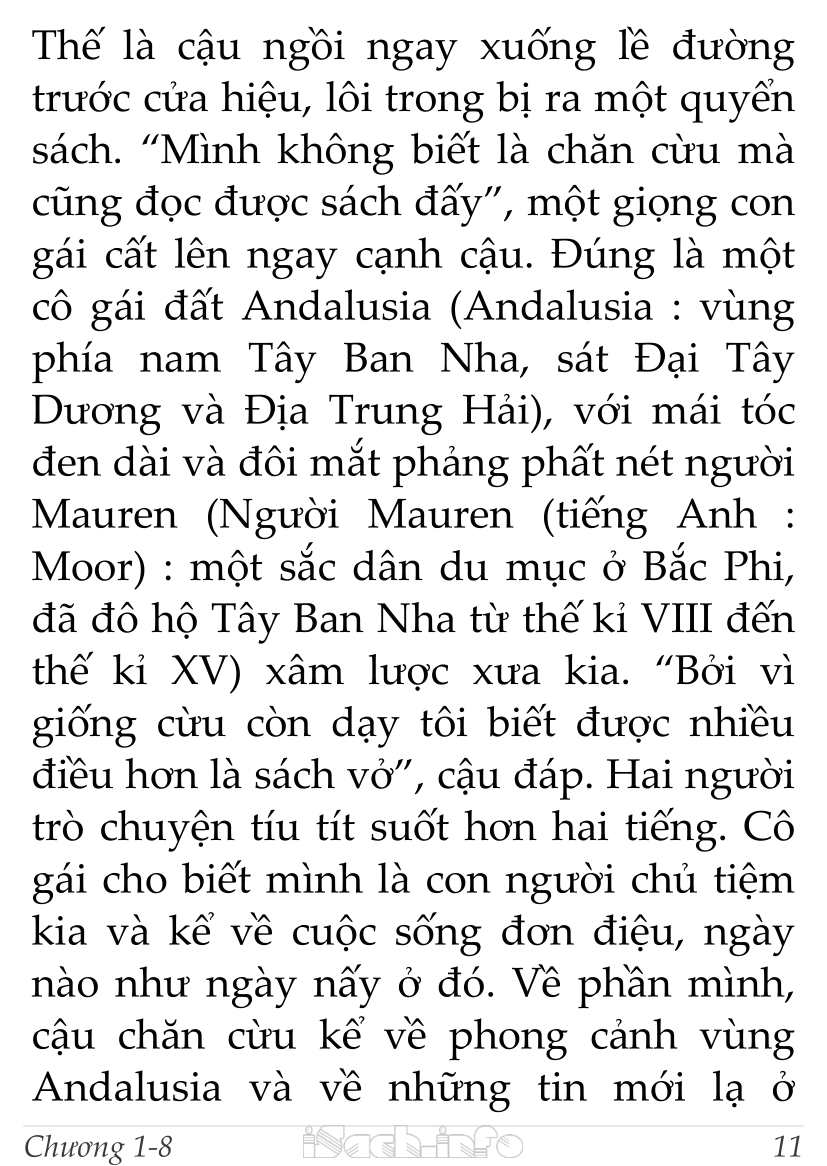 Thế là cậu ngồi ngay xuống lề đường
trước cửa hiệu, lôi trong bị ra một quyển
sách. “Mình không biết là chăn cừu mà
cũng đọc được sách đấy”, một giọng con
gái cất lên ngay cạnh cậu. Đúng là một
cô gái đất Andalusia (Andalusia : vùng
phía nam Tây Ban Nha, sát Đại Tây
Dương và Địa Trung Hải), với mái tóc
đen dài và đôi mắt phảng phất nét người
Mauren (Người Mauren (tiếng Anh :
Moor) : một sắc dân du mục ở Bắc Phi,
đã đô hộ Tây Ban Nha từ thế kỉ VIII đến
thế kỉ XV) xâm lược xưa kia. “Bởi vì
giống cừu còn dạy tôi biết được nhiều
điều hơn là sách vở”, cậu đáp. Hai người
trò chuyện tíu tít suốt hơn hai tiếng. Cô
gái cho biết mình là con người chủ tiệm
kia và kể về cuộc sống đơn điệu, ngày
nào như ngày nấy ở đó. Về phần mình,
cậu chăn cừu kể về phong cảnh vùng
Andalusia và về những tin mới lạ ở
Chương 1-8 iSach.info 11